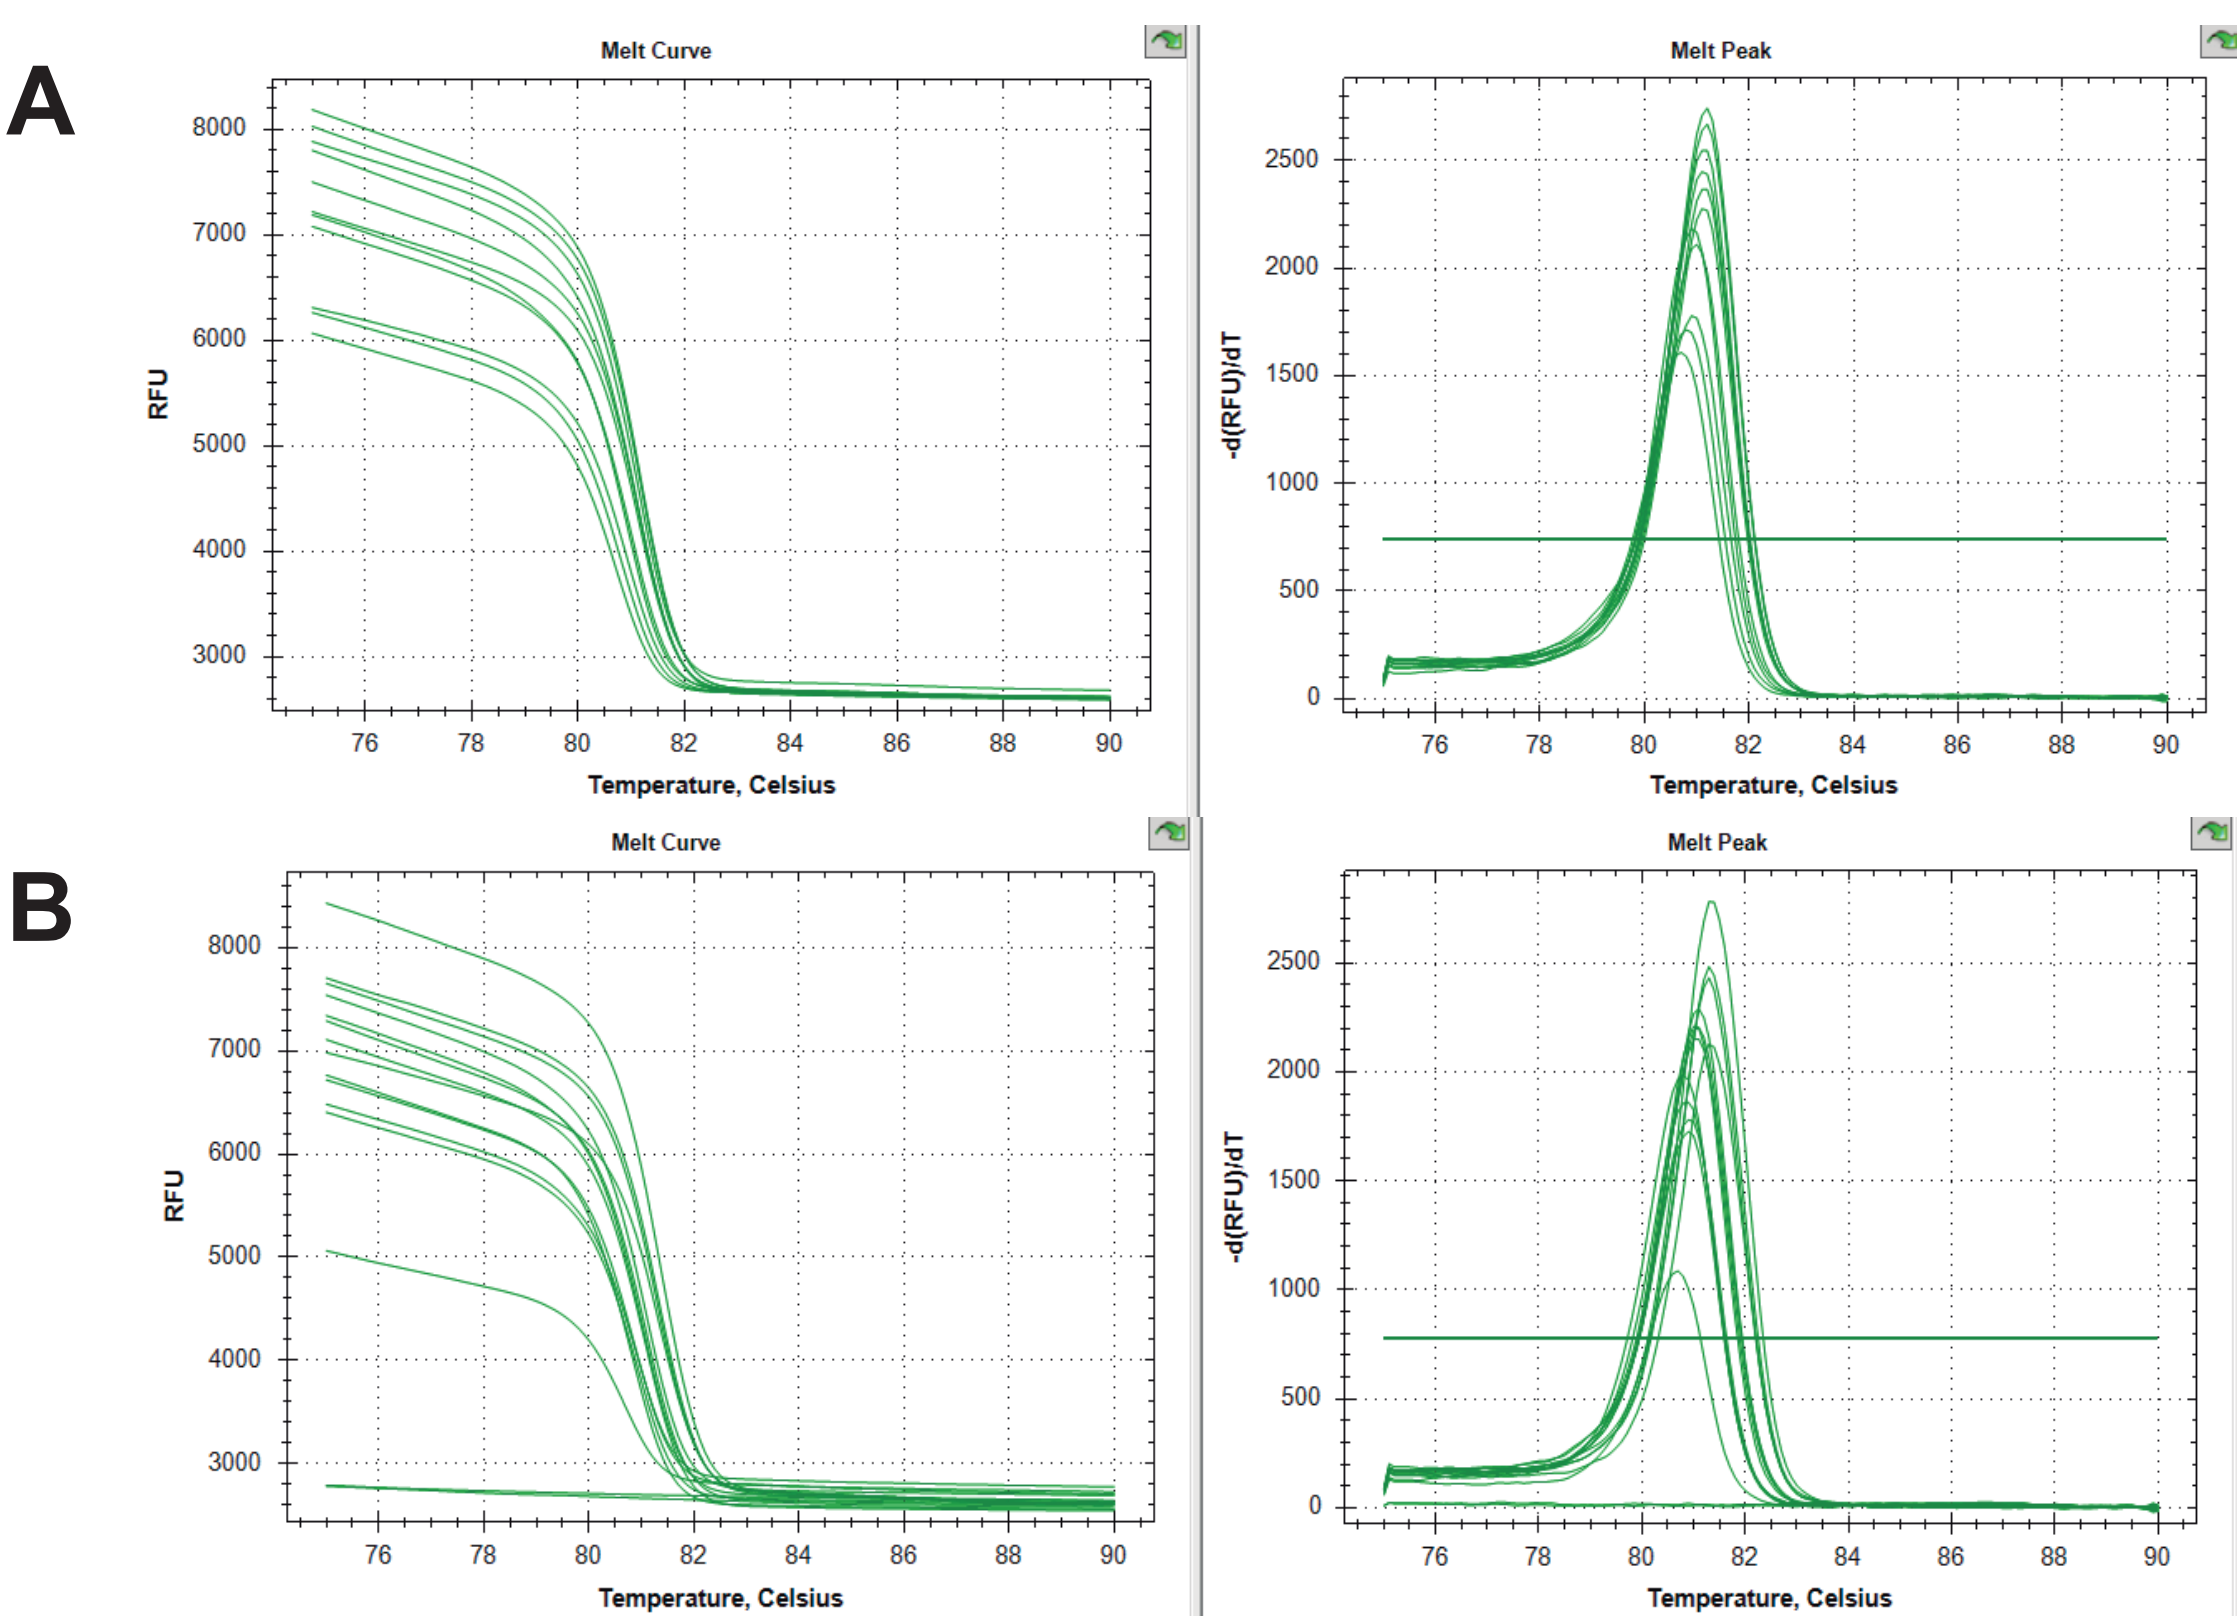 A
Melt Curve
8000
7000
6000
5000
4000
3000
RFU
76 78 80 82 84 86 88 90
Temperature, Celsius
Melt Peak
2500
2000
1500
1000
500
0
-d(RFU)/dT
76 78 80 82 84 86 88 90
Temperature, Celsius
B
Melt Curve
8000
7000
6000
5000
4000
3000
RFU
76 78 80 82 84 86 88 90
Temperature, Celsius
Melt Peak
2500
2000
1500
1000
500
0
-d(RFU)/dT
76 78 80 82 84 86 88 90
Temperature, Celsius